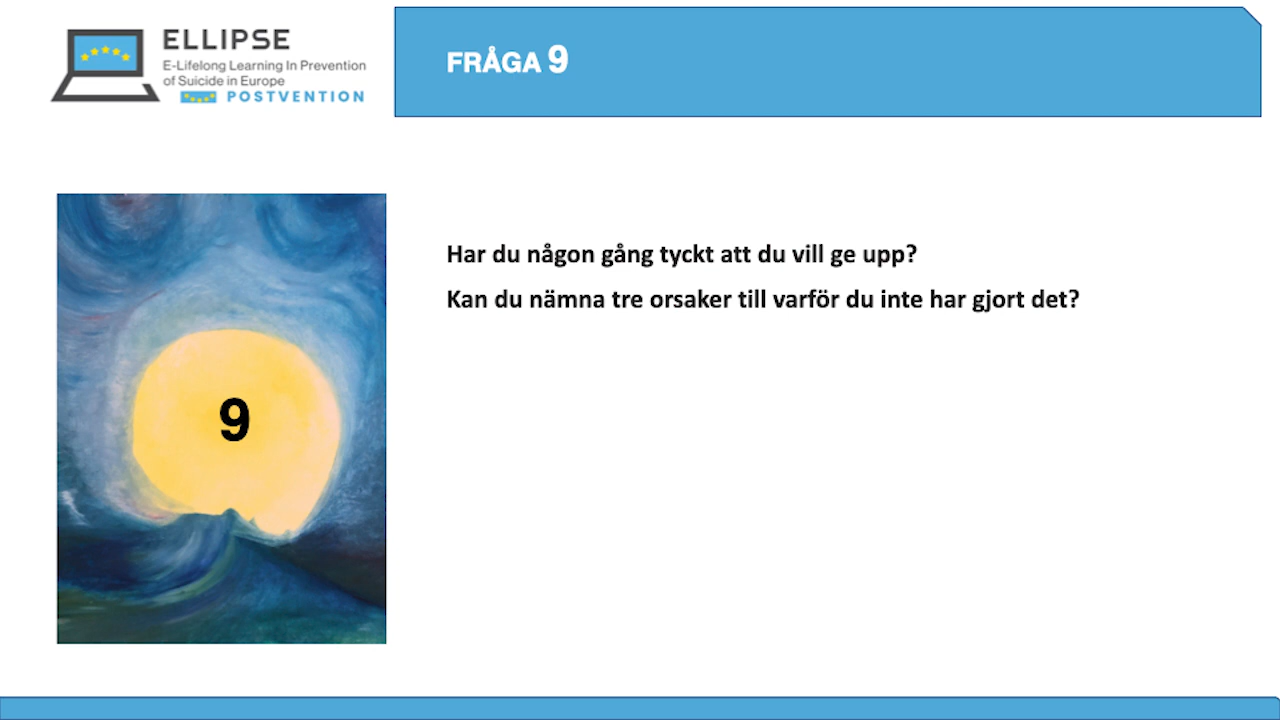 ELLIPSE
E-Lifelong Learning In Prevention
of Suicide in Europe
POSTVENTION
FRÅGA 9
9
Har du någon gång tyckt att du vill ge upp?
Kan du nämna tre orsaker till varför du inte har gjort det?